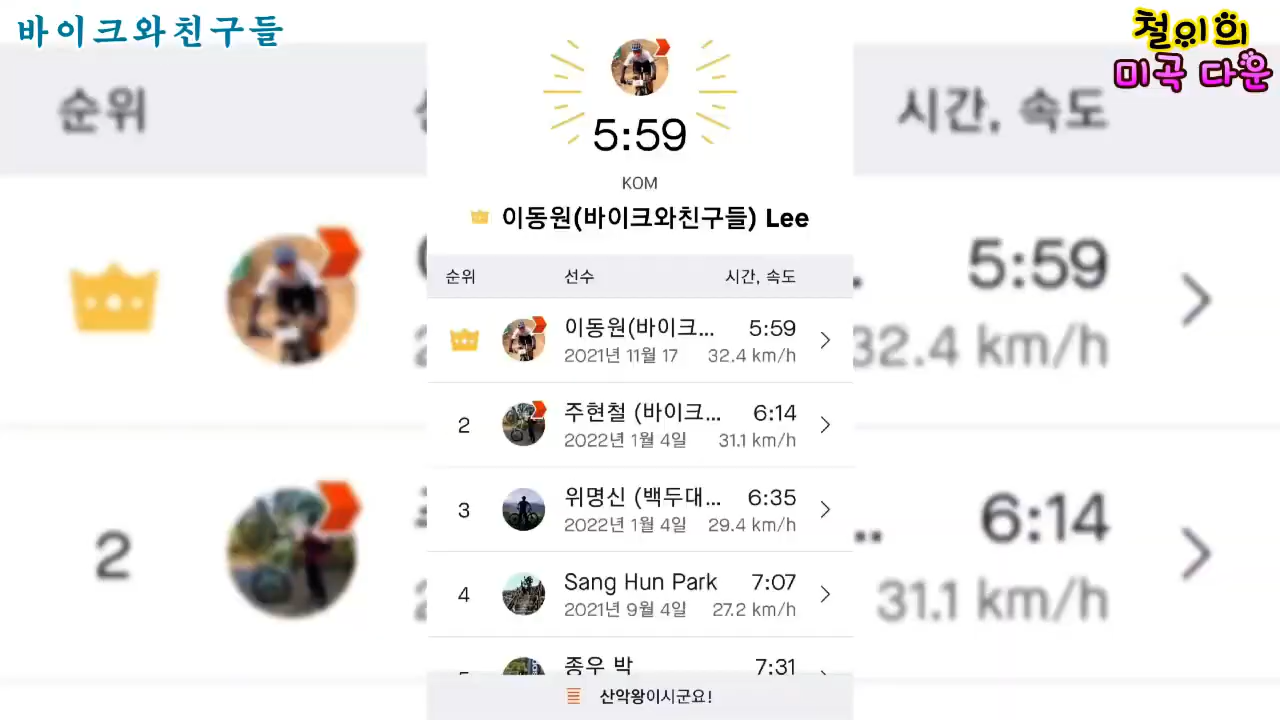 바이크와친구들
철이의
미곡 다운
5:59
KOM
이동원(바이크와친구들) Lee
순위 선수 시간, 속도
이동원(바이크... 5:59
2021년 11월 17 32.4 km/h
2 주현철 (바이크... 6:14
2022년 1월 4일 31.1 km/h
3 위명신 (백두대... 6:35
2022년 1월 4일 29.4 km/h
4 Sang Hun Park 7:07
2021년 9월 4일 27.2 km/h
종우 박 7:31
산악왕이시군요!
순위
시간, 속도
5:59
32.4 km/h
2
6:14
31.1 km/h